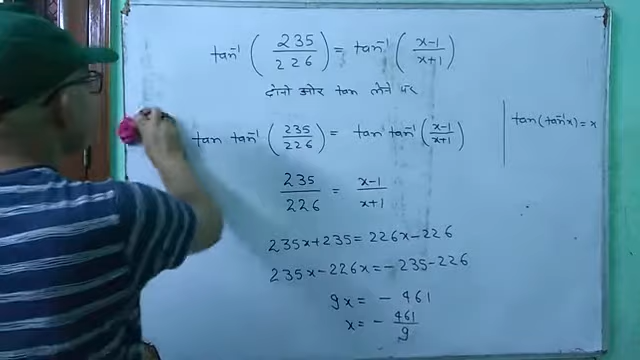 tan⁻¹ ( 235/226 ) = tan⁻¹ ( x-1/x+1 )
दोनों ओर tan लेने पर
tan tan⁻¹ ( 235/226 ) = tan⁻¹ tan⁻¹ ( x-1/x+1 )
tan(tan⁻¹x) = x
235/226 = x-1/x+1
235x+235 = 226x-226
235x-226x = -235-226
9x = - 461
x = - 461/9